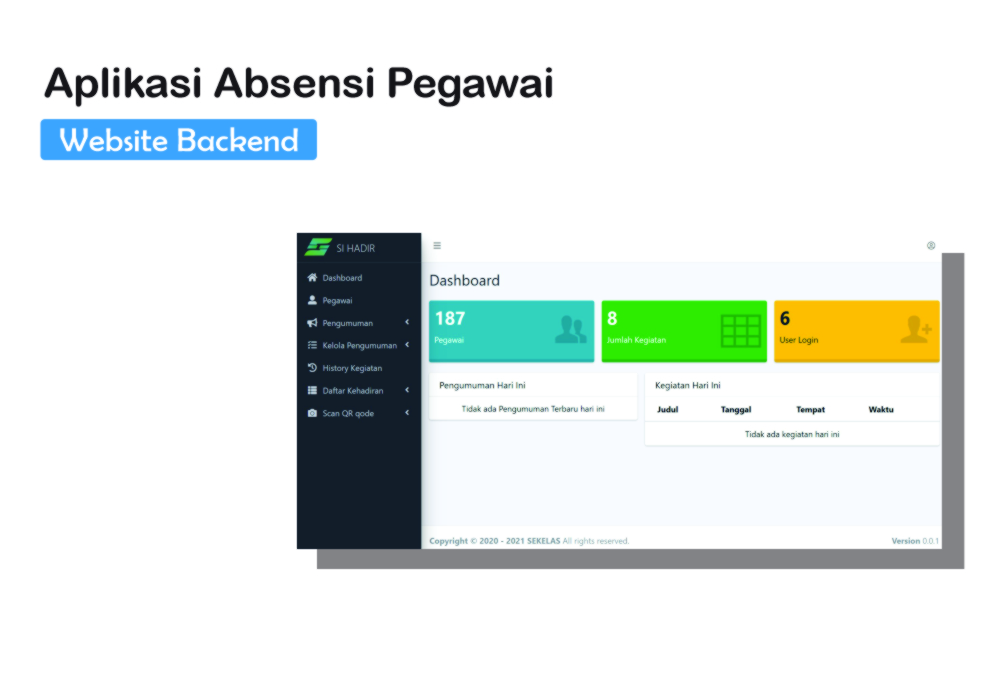 Aplikasi Absensi Pegawai
Website Backend
SI HADIR
Dashboard
Pegawai
Pengumuman
Kelola Pengumuman
History Kegiatan
Daftar Kehadiran
Scan QR qode
Dashboard
187
Pegawai
8
Jumlah Kegiatan
6
User Login
Pengumuman Hari Ini
Tidak ada Pengumuman Terbaru hari ini
Kegiatan Hari Ini
Judul Tanggal Tempat Waktu
Tidak ada kegiatan hari ini
Copyright © 2020 - 2021 SEKELAS All rights reserved.
Version 0.0.1